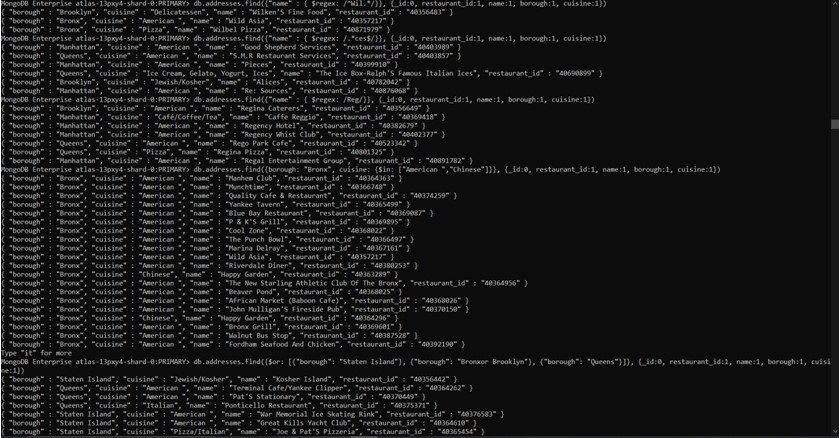 MongoDB Enterprise atlas-13pxy4-shard-0:PRIMARY> db.addresses.find({"name" : { $regex: /^Wil.*/}}, {_id:0, restaurant_id:1, name:1, borough:1, cuisine:1})
{ "borough" : "Brooklyn", "cuisine" : "Delicatessen", "name" : "Wilken'S Fine Food", "restaurant_id" : "40356483" }
{ "borough" : "Bronx", "cuisine" : "American ", "name" : "Wild Asia", "restaurant_id" : "40357217" }
{ "borough" : "Bronx", "cuisine" : "Pizza", "name" : "Wilbel Pizza", "restaurant_id" : "40871979" }
MongoDB Enterprise atlas-13pxy4-shard-0:PRIMARY> db.addresses.find({"name" : { $regex: /.*ces$/}}, {_id:0, restaurant_id:1, name:1, borough:1, cuisine:1})
{ "borough" : "Manhattan", "cuisine" : "American ", "name" : "Good Shepherd Services", "restaurant_id" : "40403989" }
{ "borough" : "Queens", "cuisine" : "American ", "name" : "S.M.R Restaurant Services", "restaurant_id" : "40403857" }
{ "borough" : "Manhattan", "cuisine" : "American ", "name" : "Pieces", "restaurant_id" : "40399910" }
{ "borough" : "Queens", "cuisine" : "Ice Cream, Gelato, Yogurt, Ices", "name" : "The Ice Box-Ralph'S Famous Italian Ices", "restaurant_id" : "40690899" }
{ "borough" : "Brooklyn", "cuisine" : "Jewish/Kosher", "name" : "Alices", "restaurant_id" : "40782042" }
{ "borough" : "Manhattan", "cuisine" : "American ", "name" : "Re: Sources", "restaurant_id" : "40876068" }
MongoDB Enterprise atlas-13pxy4-shard-0:PRIMARY> db.addresses.find({"name" : { $regex: /Reg/}}, {_id:0, restaurant_id:1, name:1, borough:1, cuisine:1})
{ "borough" : "Brooklyn", "cuisine" : "American ", "name" : "Regina Caterers", "restaurant_id" : "40356649" }
{ "borough" : "Manhattan", "cuisine" : "Café/Coffee/Tea", "name" : "Caffe Reggio", "restaurant_id" : "40369418" }
{ "borough" : "Manhattan", "cuisine" : "American ", "name" : "Regency Hotel", "restaurant_id" : "40382679" }
{ "borough" : "Manhattan", "cuisine" : "American ", "name" : "Regency Whist Club", "restaurant_id" : "40402377" }
{ "borough" : "Queens", "cuisine" : "American ", "name" : "Rego Park Cafe", "restaurant_id" : "40523342" }
{ "borough" : "Queens", "cuisine" : "Pizza", "name" : "Regina Pizza", "restaurant_id" : "40801325" }
{ "borough" : "Manhattan", "cuisine" : "American ", "name" : "Regal Entertainment Group", "restaurant_id" : "40891782" }
MongoDB Enterprise atlas-13pxy4-shard-0:PRIMARY> db.addresses.find({borough: "Bronx", cuisine: {$in: ["American ","Chinese"]}}, {_id:0, restaurant_id:1, name:1, borough:1, cuisine:1})
{ "borough" : "Bronx", "cuisine" : "American ", "name" : "Manhem Club", "restaurant_id" : "40364363" }
{ "borough" : "Bronx", "cuisine" : "American ", "name" : "Munchtime", "restaurant_id" : "40366748" }
{ "borough" : "Bronx", "cuisine" : "American ", "name" : "Quality Cafe & Restaurant", "restaurant_id" : "40374259" }
{ "borough" : "Bronx", "cuisine" : "American ", "name" : "Yankee Tavern", "restaurant_id" : "40365499" }
{ "borough" : "Bronx", "cuisine" : "American ", "name" : "Blue Bay Restaurant", "restaurant_id" : "40369087" }
{ "borough" : "Bronx", "cuisine" : "American ", "name" : "P & K'S Grill", "restaurant_id" : "40369895" }
{ "borough" : "Bronx", "cuisine" : "American ", "name" : "Cool Zone", "restaurant_id" : "40368022" }
{ "borough" : "Bronx", "cuisine" : "American ", "name" : "The Punch Bowl", "restaurant_id" : "40366497" }
{ "borough" : "Bronx", "cuisine" : "American ", "name" : "Marina Delray", "restaurant_id" : "40367161" }
{ "borough" : "Bronx", "cuisine" : "American ", "name" : "Wild Asia", "restaurant_id" : "40357217" }
{ "borough" : "Bronx", "cuisine" : "American ", "name" : "Riverdale Diner", "restaurant_id" : "40380253" }
{ "borough" : "Bronx", "cuisine" : "Chinese", "name" : "Happy Garden", "restaurant_id" : "40363289" }
{ "borough" : "Bronx", "cuisine" : "American ", "name" : "The New Starling Athletic Club Of The Bronx", "restaurant_id" : "40364956" }
{ "borough" : "Bronx", "cuisine" : "American ", "name" : "Beaver Pond", "restaurant_id" : "40368025" }
{ "borough" : "Bronx", "cuisine" : "American ", "name" : "African Market (Baboon Cafe)", "restaurant_id" : "40368026" }
{ "borough" : "Bronx", "cuisine" : "American ", "name" : "John Mulligan'S Fireside Pub", "restaurant_id" : "40370150" }
{ "borough" : "Bronx", "cuisine" : "Chinese", "name" : "Happy Garden", "restaurant_id" : "40364296" }
{ "borough" : "Bronx", "cuisine" : "American ", "name" : "Bronx Grill", "restaurant_id" : "40369601" }
{ "borough" : "Bronx", "cuisine" : "American ", "name" : "Walnut Bus Stop", "restaurant_id" : "40387528" }
{ "borough" : "Bronx", "cuisine" : "American ", "name" : "Fordham Seafood And Chicken", "restaurant_id" : "40392190" }
Type "it" for more
MongoDB Enterprise atlas-13pxy4-shard-0:PRIMARY> db.addresses.find({$or: [{"borough": "Staten Island"}, {"borough": "Bronxor Brooklyn"}, {"borough": "Queens"}]}, {_id:0, restaurant_id:1, name:1, borough:1, cuisi
ne:1})
{ "borough" : "Staten Island", "cuisine" : "Jewish/Kosher", "name" : "Kosher Island", "restaurant_id" : "40356442" }
{ "borough" : "Queens", "cuisine" : "American ", "name" : "Terminal Cafe/Yankee Clipper", "restaurant_id" : "40364262" }
{ "borough" : "Queens", "cuisine" : "American ", "name" : "Pat'S Stationary", "restaurant_id" : "40370449" }
{ "borough" : "Queens", "cuisine" : "Italian", "name" : "Ponticello Restaurant", "restaurant_id" : "40375371" }
{ "borough" : "Staten Island", "cuisine" : "American ", "name" : "War Memorial Ice Skating Rink", "restaurant_id" : "40376583" }
{ "borough" : "Staten Island", "cuisine" : "American ", "name" : "Great Kills Yacht Club", "restaurant_id" : "40364610" }
{ "borough" : "Staten Island", "cuisine" : "Pizza/Italian", "name" : "Joe & Pat'S Pizzeria", "restaurant_id" : "40365454" }